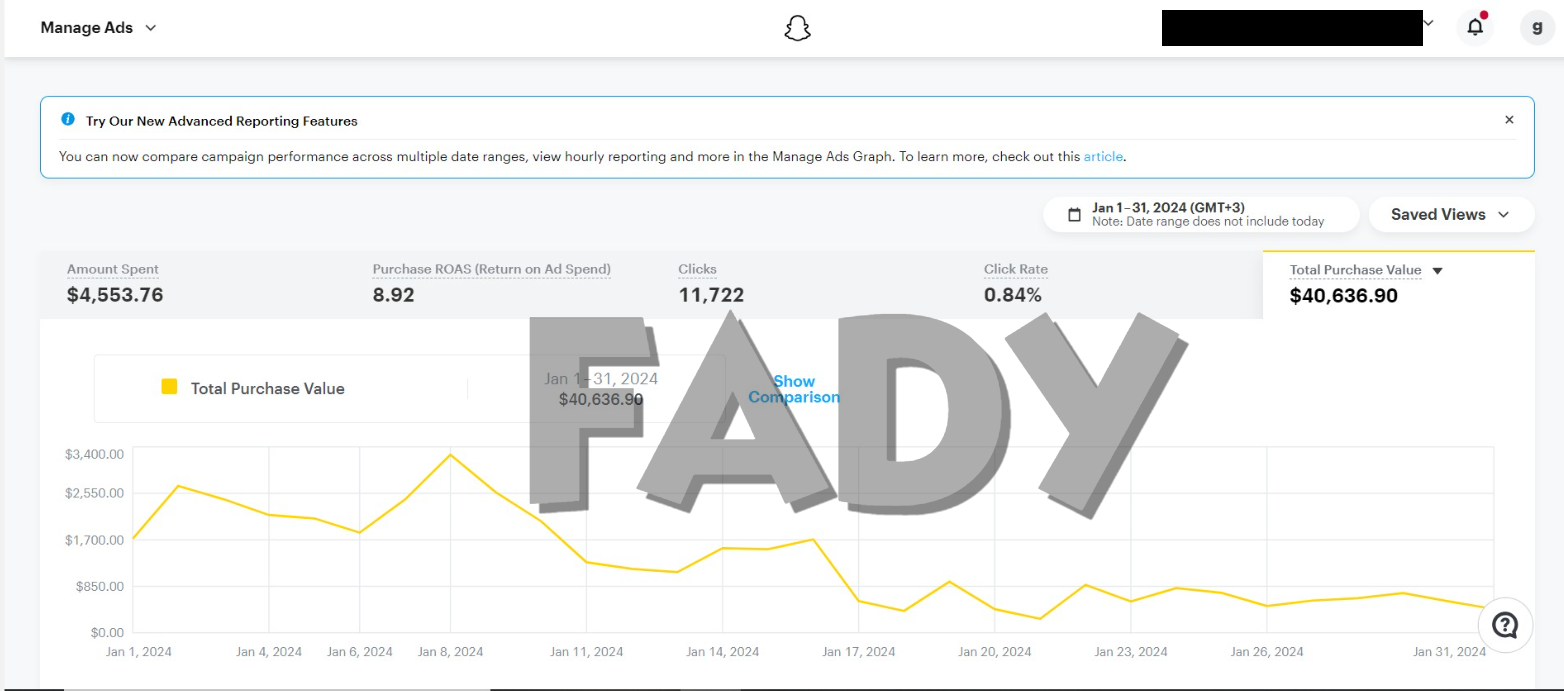 Manage Ads
g
Try Our New Advanced Reporting Features
You can now compare campaign performance across multiple date ranges, view hourly reporting and more in the Manage Ads Graph. To learn more, check out this article.
Jan 1–31, 2024 (GMT+3)
Note: Date range does not include today
Saved Views
Amount Spent
$4,553.76
Purchase ROAS (Return on Ad Spend)
8.92
Clicks
11,722
Click Rate
0.84%
Total Purchase Value
$40,636.90
Total Purchase Value
Jan 1–31, 2024
$40,636.90
Show
Comparison
FADY
$3,400.00
$2,550.00
$1,700.00
$850.00
$0.00
Jan 1, 2024 Jan 4, 2024 Jan 6, 2024 Jan 8, 2024 Jan 11, 2024 Jan 14, 2024 Jan 17, 2024 Jan 20, 2024 Jan 23, 2024 Jan 26, 2024 Jan 31, 2024